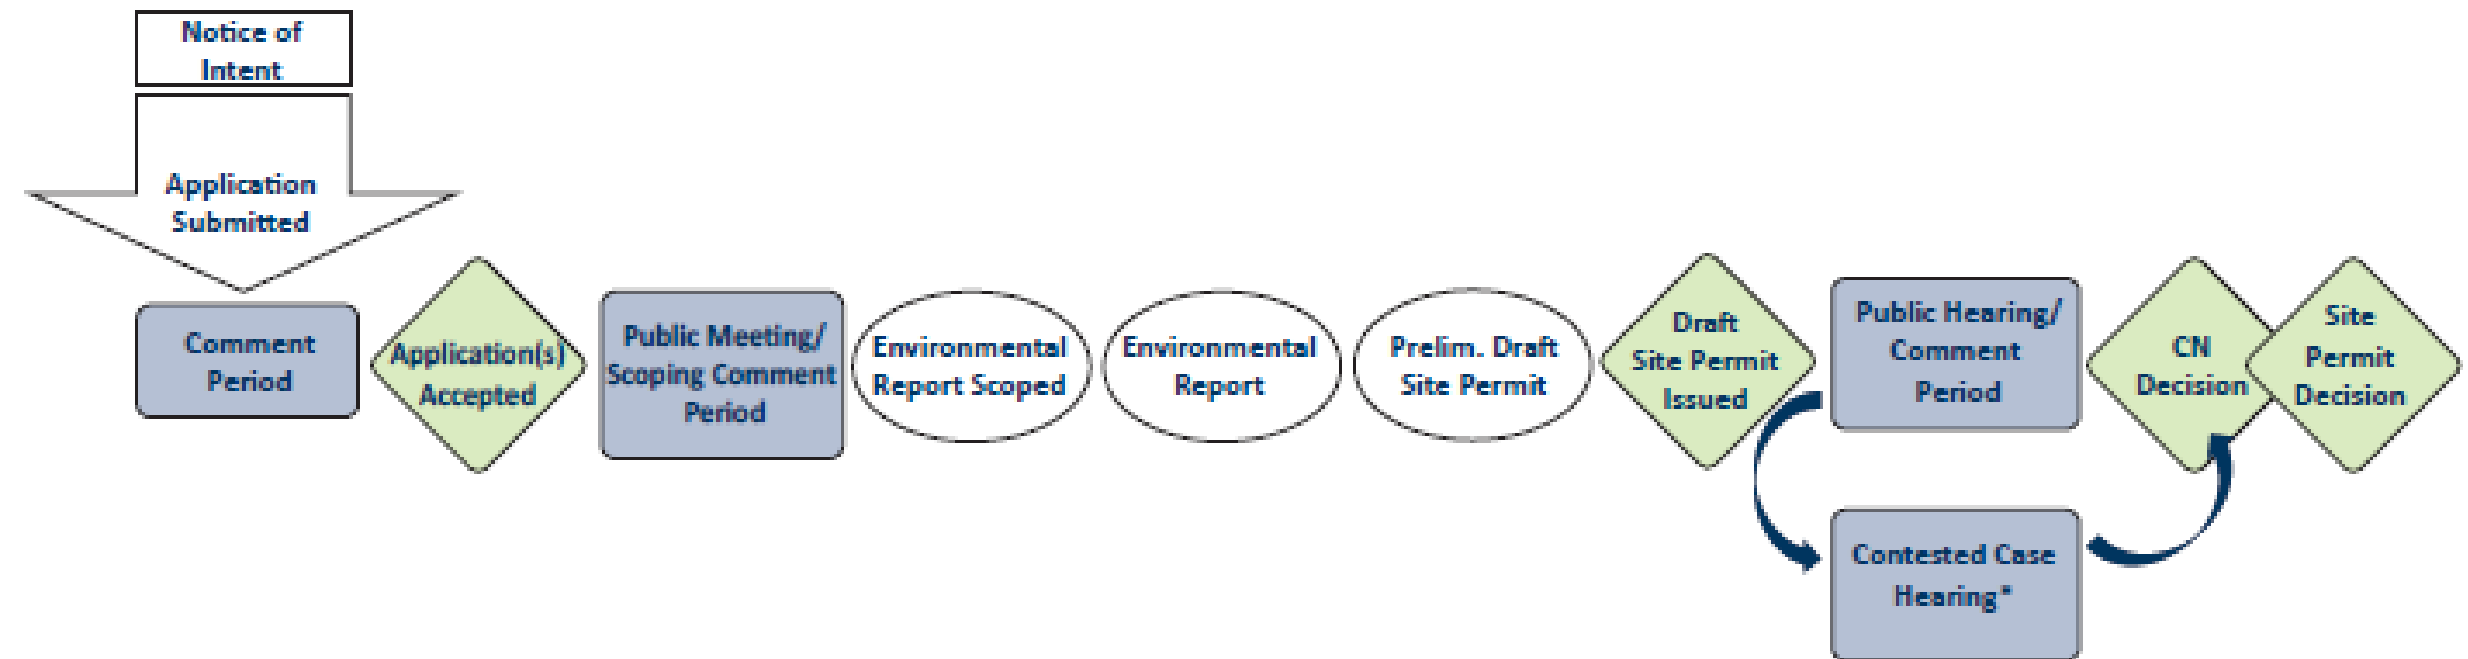 Notice of
Intent
Application
Submitted
Comment
Period
Application(s)
Accepted
Public Meeting/
Scoping Comment
Period
Environmental
Report Scoped
Environmental
Report
Prelim. Draft
Site Permit
Draft
Site Permit
Issued
Public Hearing/
Comment
Period
Contested Case
Hearing*
CN
Decision
Site
Permit
Decision